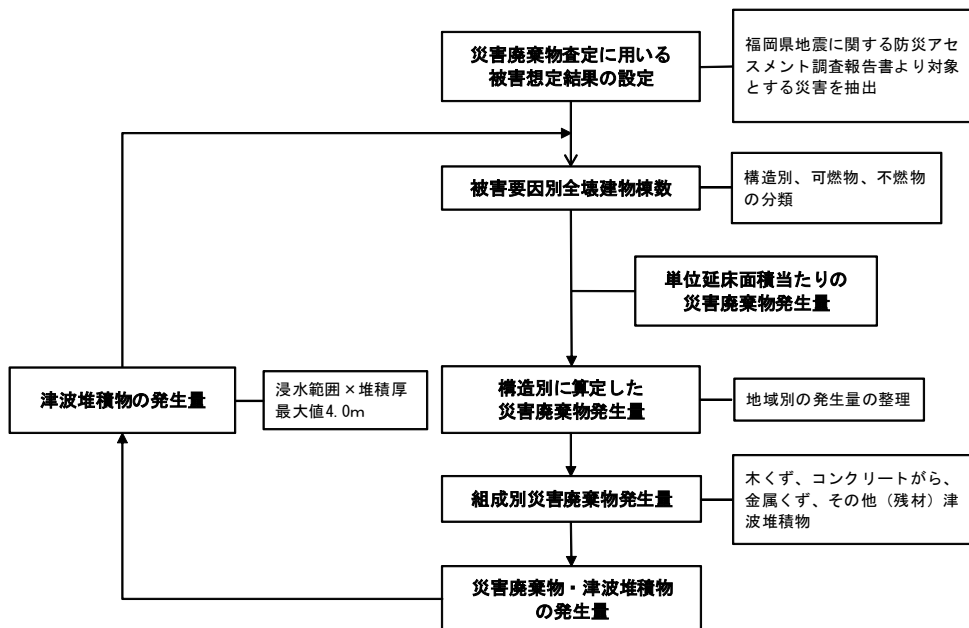 災害廃棄物査定に用いる
被害想定結果の設定
福岡県地震に関する防災アセ
スメント調査報告書より対象
とする災害を抽出
被害要因別全壊建物棟数
構造別、可燃物、不燃物
の分類
単位延床面積当たりの
災害廃棄物発生量
津波堆積物の発生量
浸水範囲×堆積厚
最大値4.0m
構造別に算定した
災害廃棄物発生量
地域別の発生量の整理
組成別災害廃棄物発生量
木くず、コンクリートがら、
金属くず、その他（残材）津
波堆積物
災害廃棄物・津波堆積物
の発生量